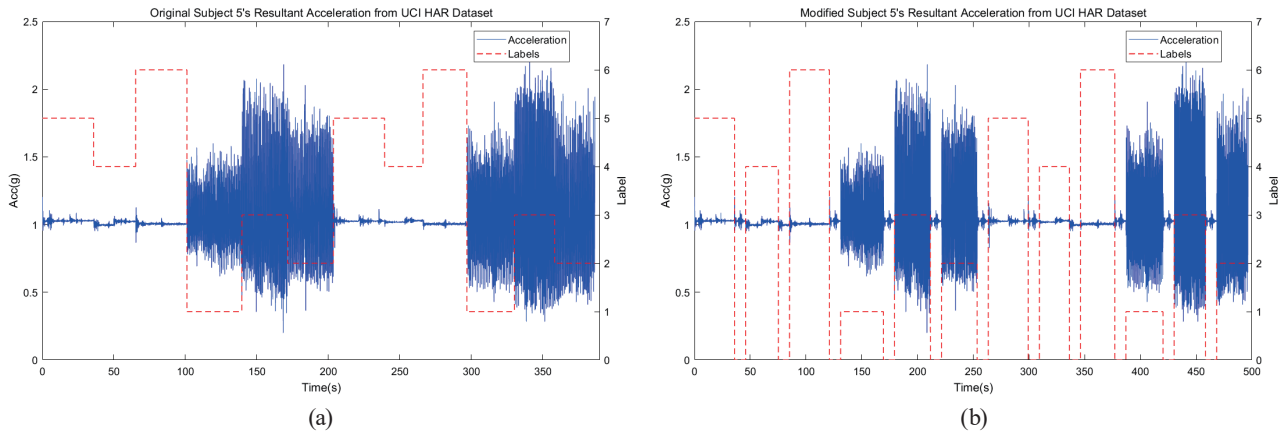 Original Subject 5's Resultant Acceleration from UCI HAR Dataset
2.5
2
1.5
1
0.5
0
Acc(g)
7
6
5
4
3
2
1
0
Label
Acceleration
Labels
0 50 100 150 200 250 300 350
Time(s)
(a)
Modified Subject 5's Resultant Acceleration from UCI HAR Dataset
2.5
2
1.5
1
0.5
0
Acc(g)
7
6
5
4
3
2
1
0
Label
Acceleration
Labels
0 50 100 150 200 250 300 350 400 450 500
Time(s)
(b)